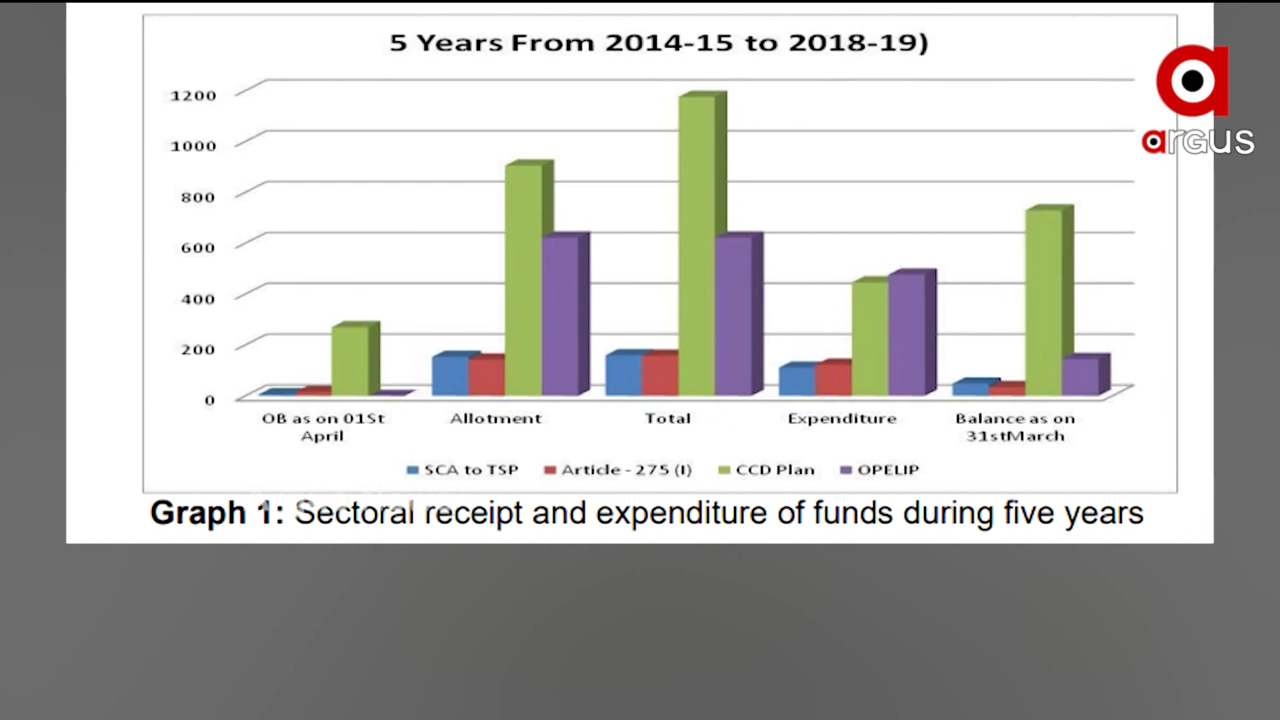 5 Years From 2014-15 to 2018-19)
argus
1200
1000
800
600
400
200
0
OB as on 01St April
Allotment
Total
Expenditure
Balance as on 31stMarch
SCA to TSP
Article - 275 (I)
CCD Plan
OPELIP
Graph 1: Sectoral receipt and expenditure of funds during five years